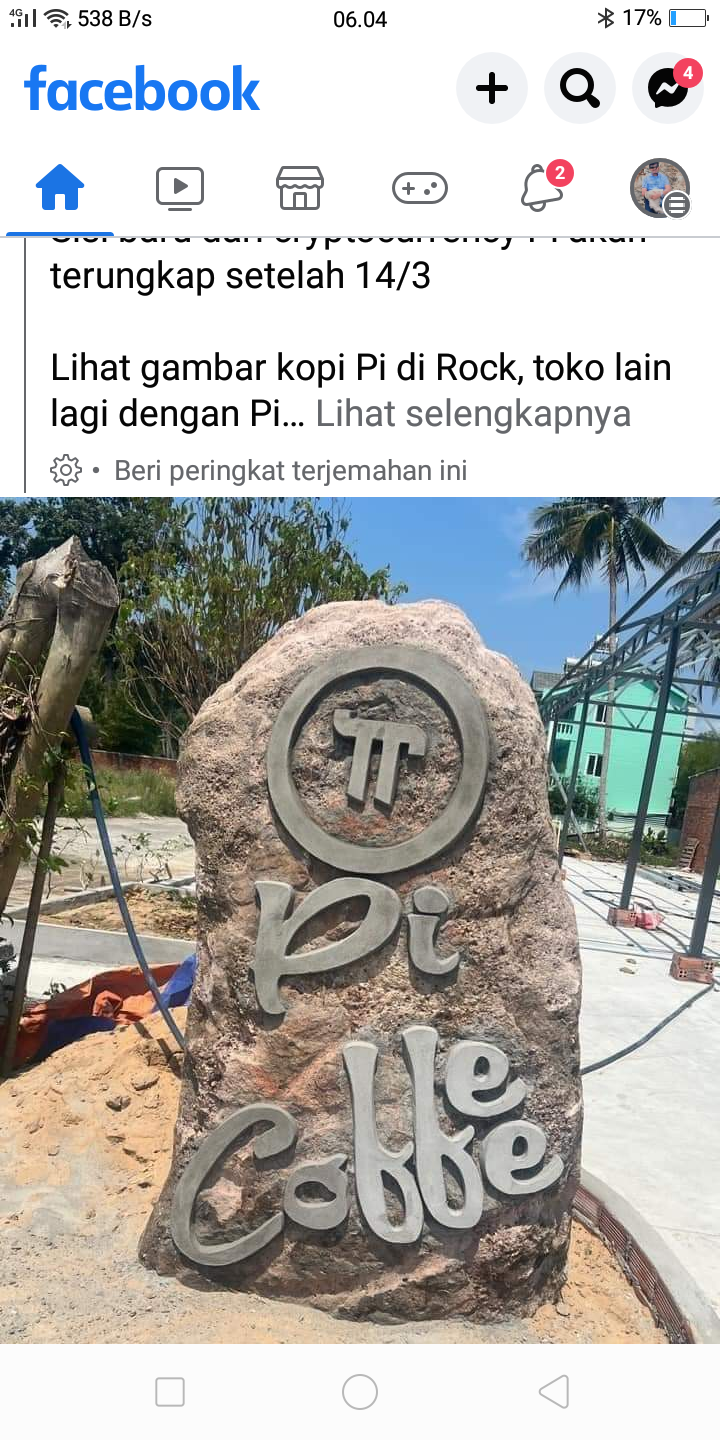 4G 538 B/s 06.04 17%
facebook
4
2
terungkap setelah 14/3
Lihat gambar kopi Pi di Rock, toko lain
lagi dengan Pi... Lihat selengkapnya
Beri peringkat terjemahan ini
π
Pi
Coffee